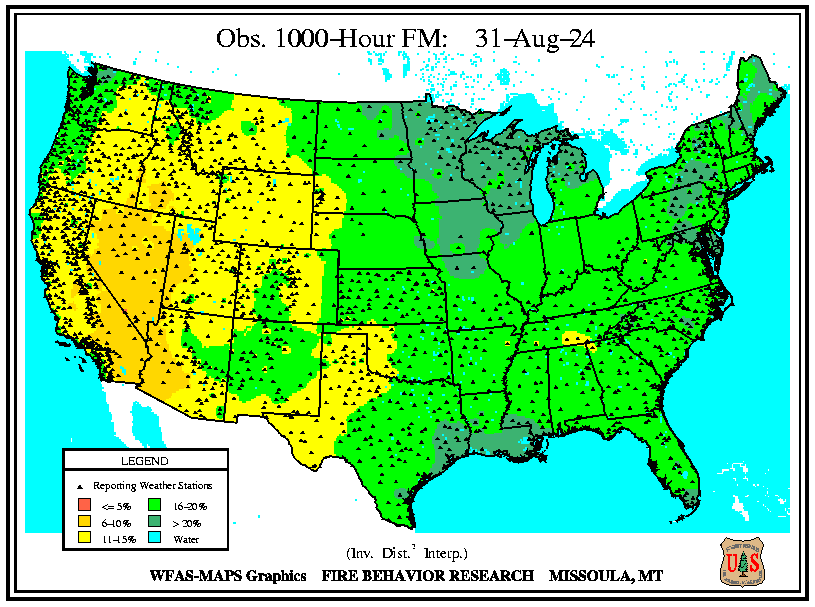 Obs. 1000-Hour FM: 31-Aug-24
LEGEND
Reporting Weather Stations
<= 5%
16-20%
6-10%
> 20%
11-15%
Water
(Inv. Dist.² Interp.)
WFAS-MAPS Graphics FIRE BEHAVIOR RESEARCH MISSOULA, MT
U S